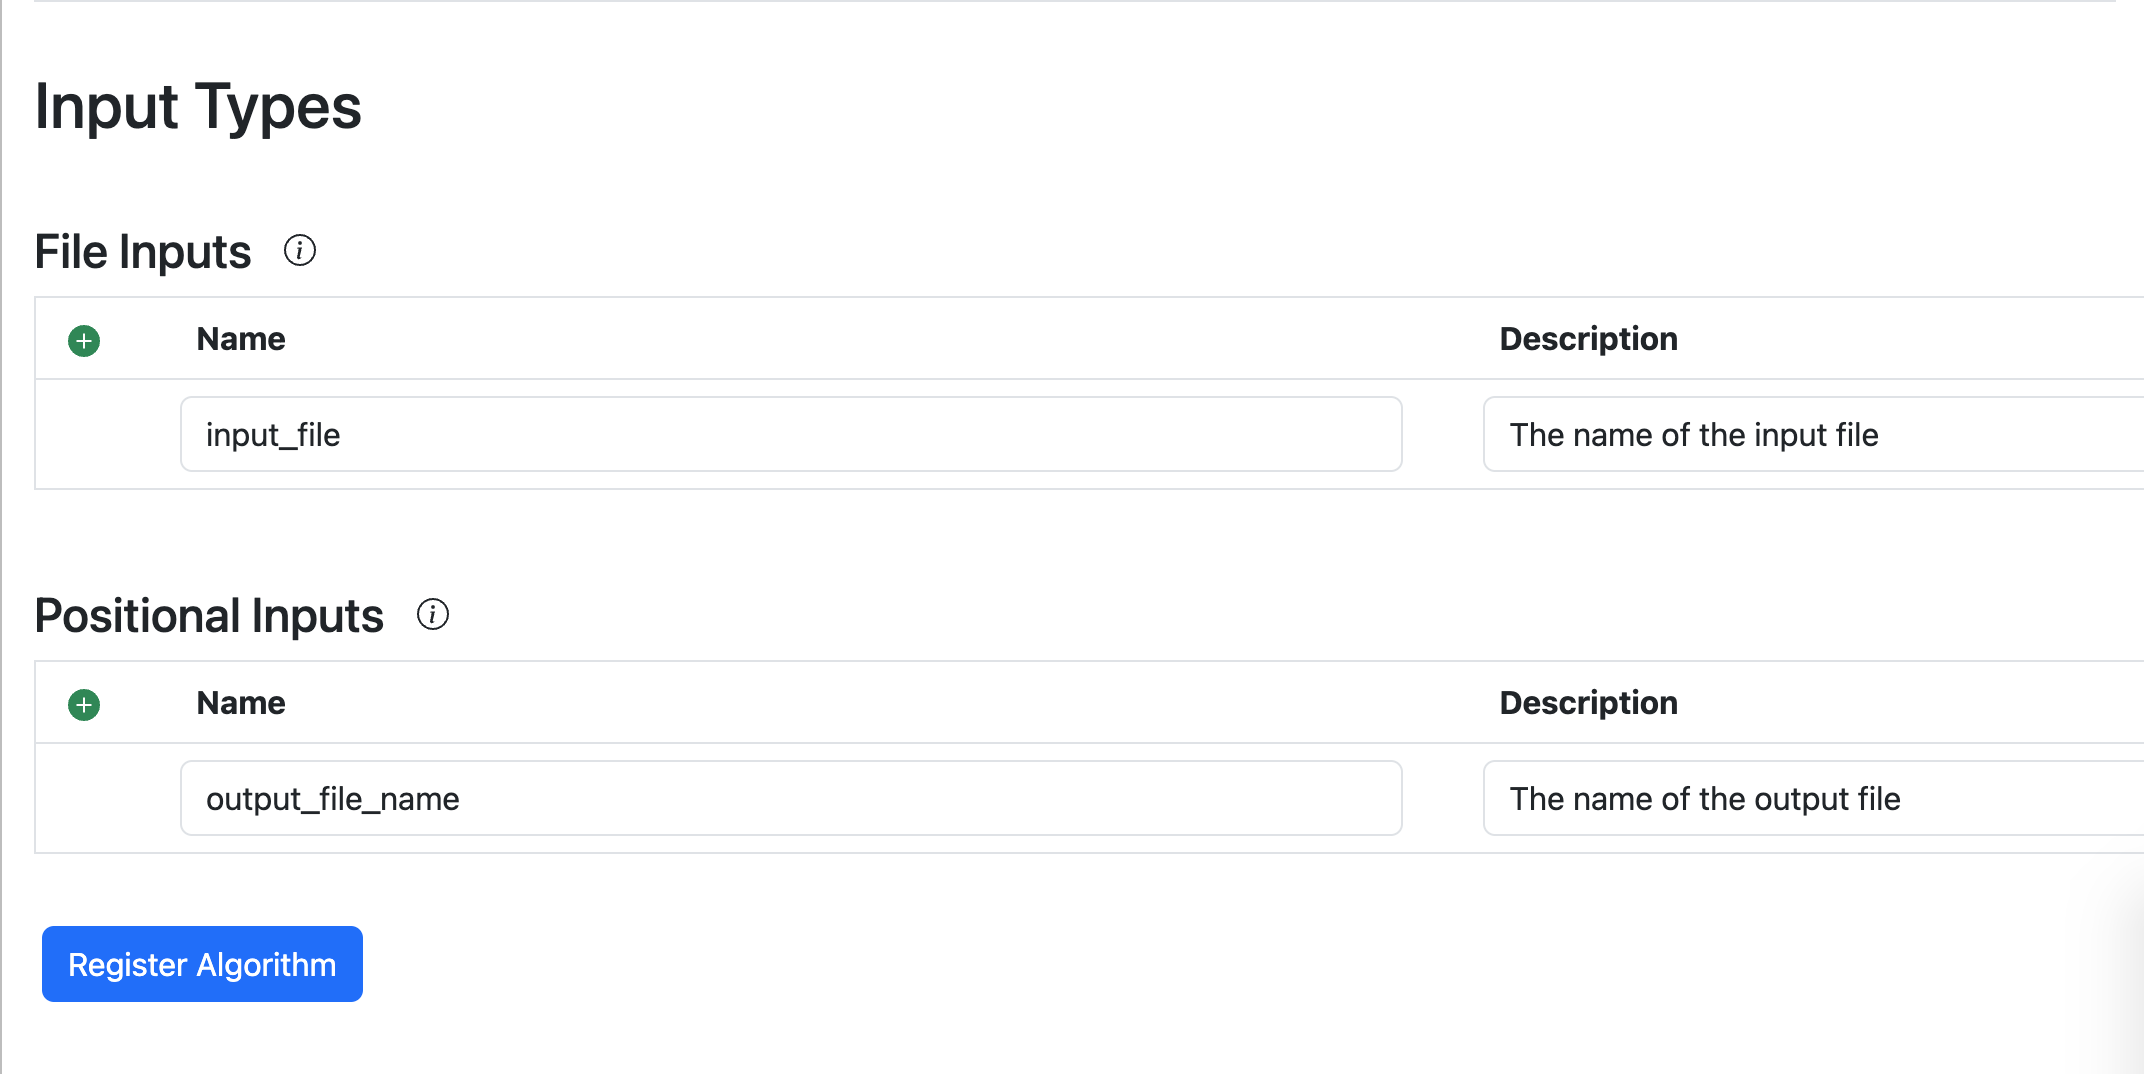 Input Types
File Inputs
Name Description
input_file The name of the input file
Positional Inputs
Name Description
output_file_name The name of the output file
Register Algorithm